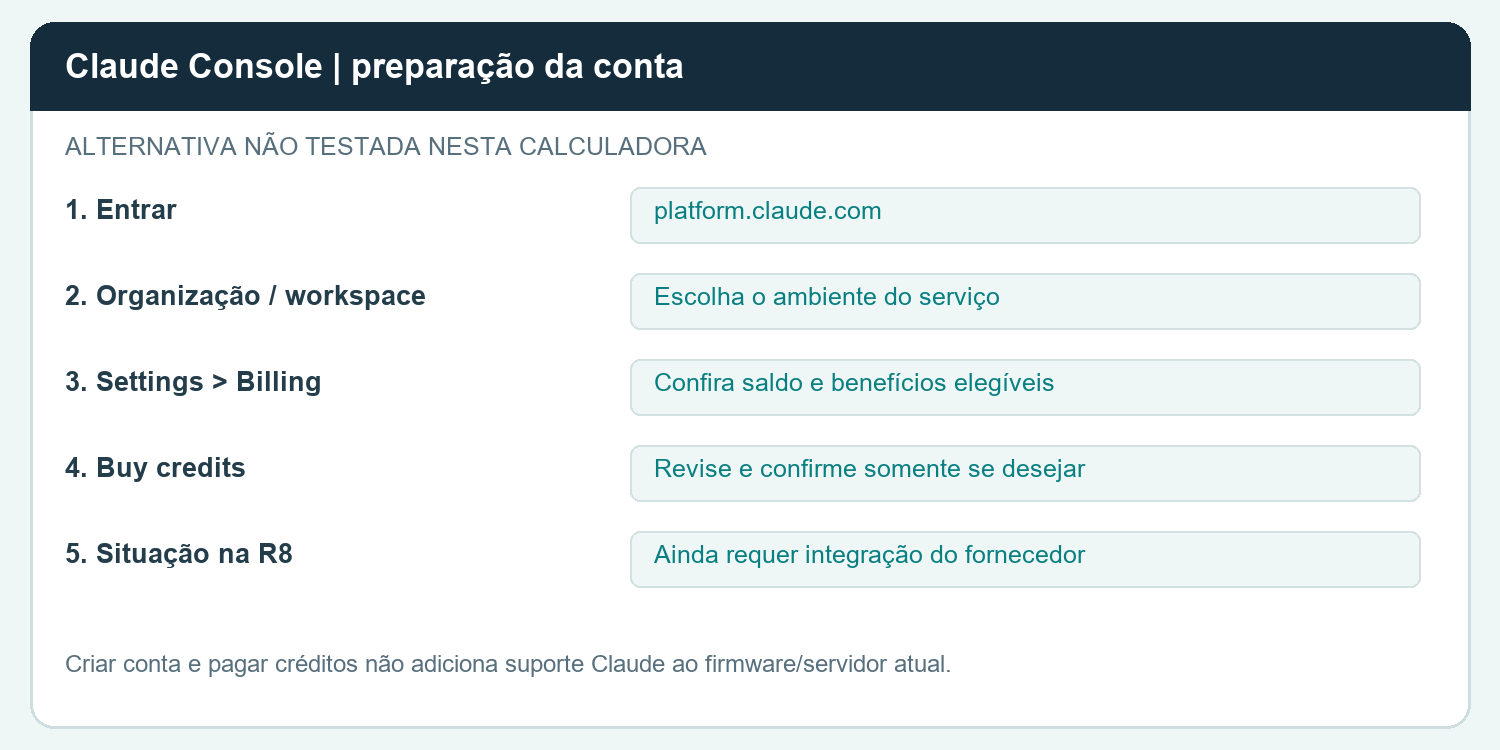 Claude Console | preparação da conta
ALTERNATIVA NÃO TESTADA NESTA CALCULADORA
1. Entrar
platform.claude.com
2. Organização / workspace
Escolha o ambiente do serviço
3. Settings > Billing
Confira saldo e benefícios elegíveis
4. Buy credits
Revise e confirme somente se desejar
5. Situação na R8
Ainda requer integração do fornecedor
Criar conta e pagar créditos não adiciona suporte Claude ao firmware/servidor atual.